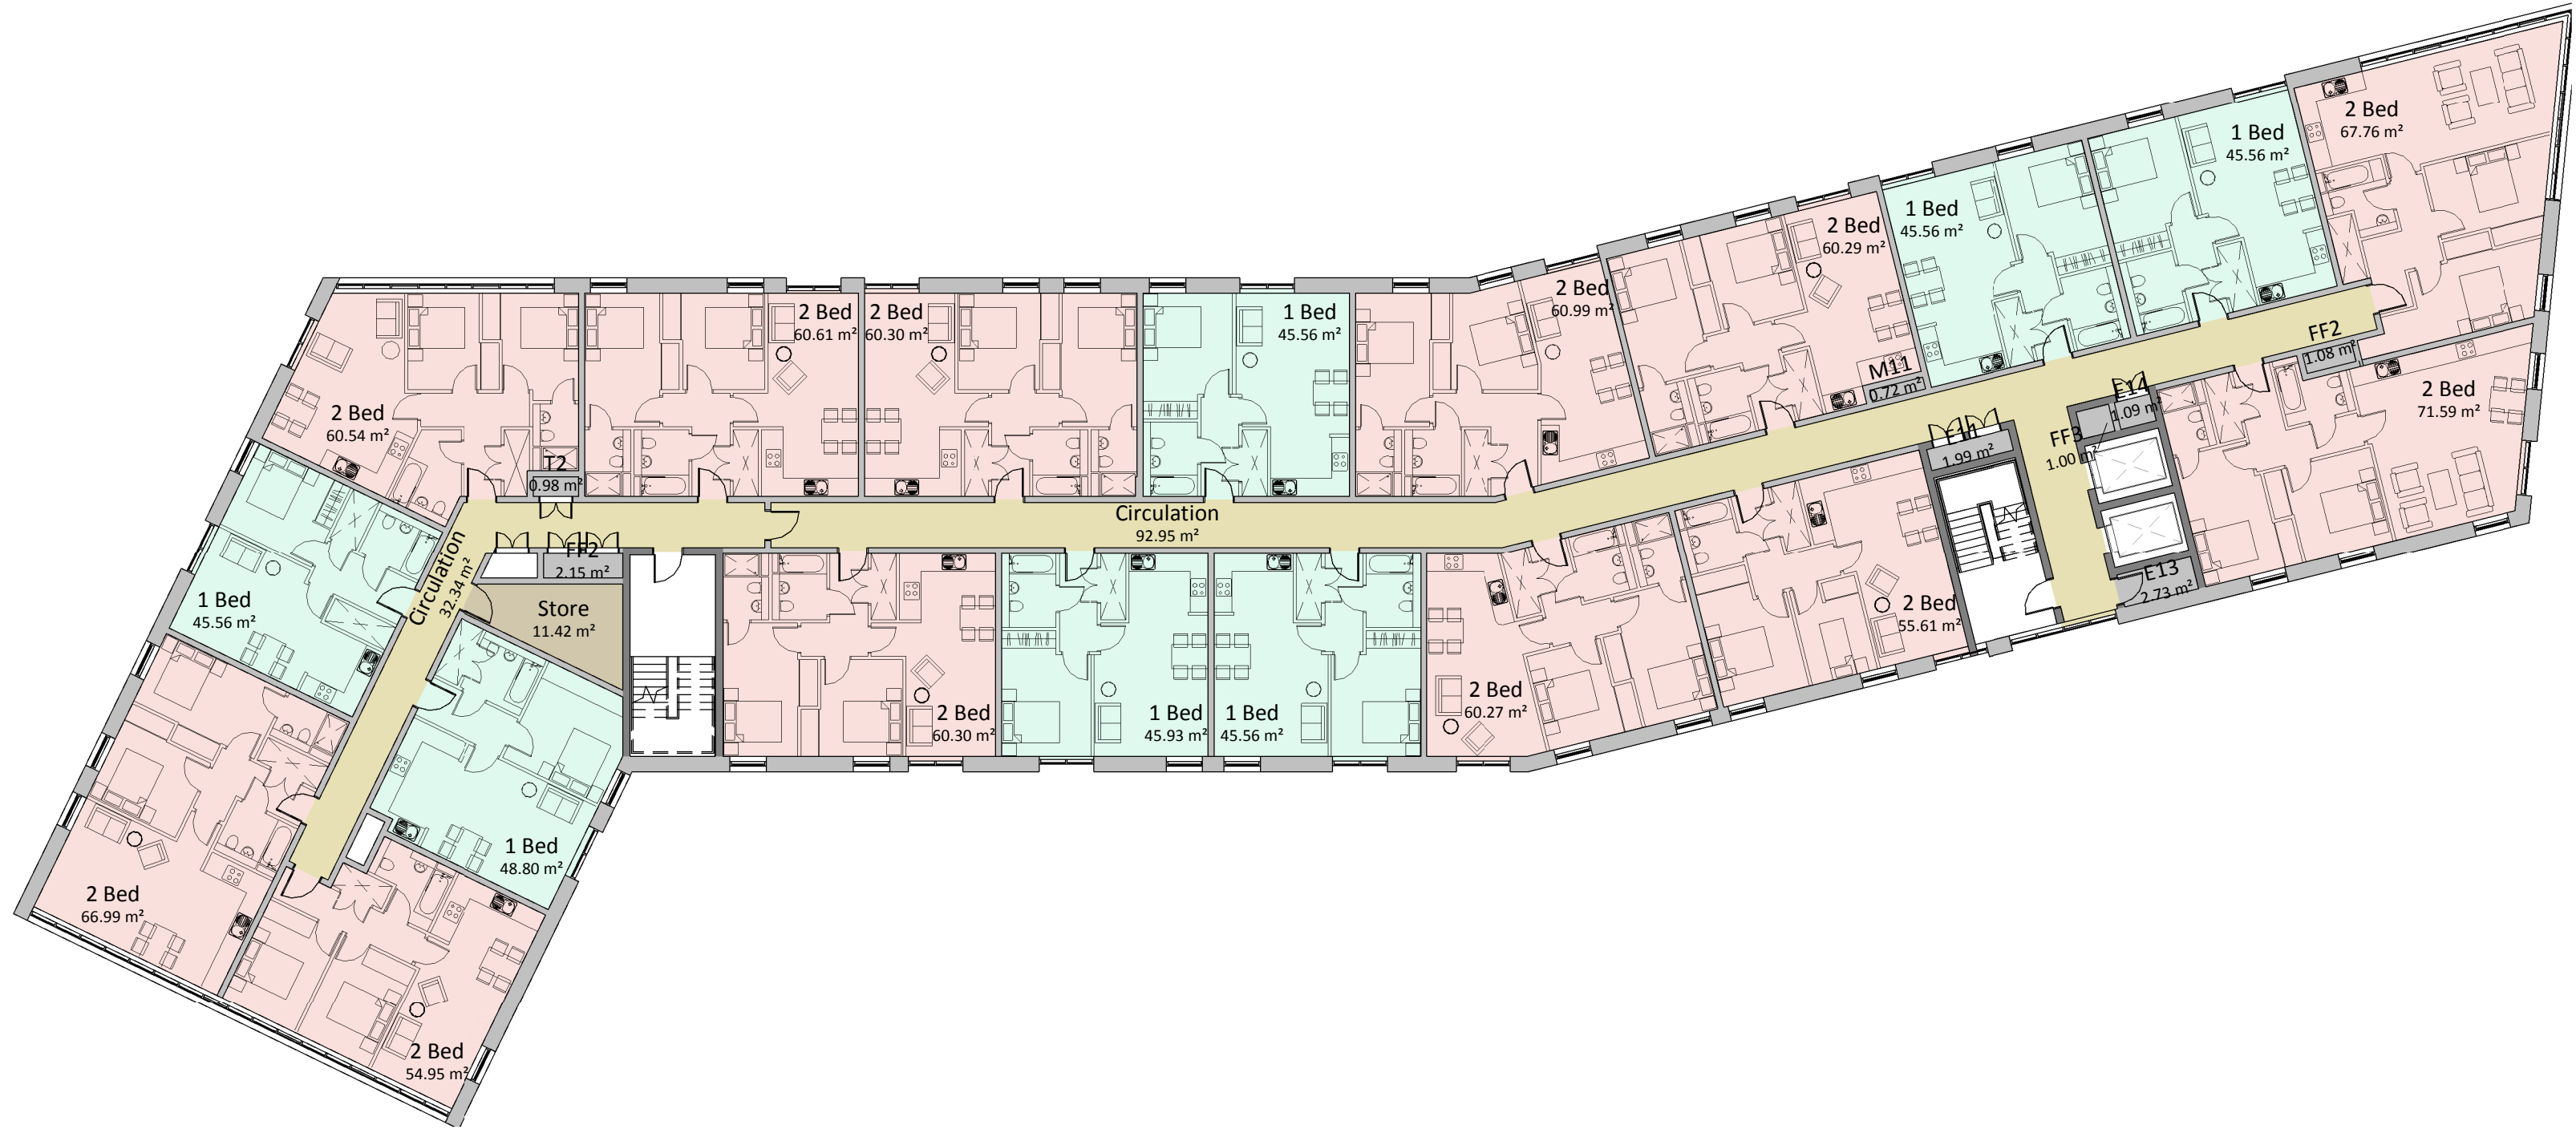 2 Bed
67.76 m²
1 Bed
45.56 m²
1 Bed
45.56 m²
2 Bed
60.29 m²
2 Bed
60.99 m²
1 Bed
45.56 m²
2 Bed
60.30 m²
2 Bed
60.61 m²
2 Bed
60.54 m²
T2
0.98 m²
M11
0.72 m²
FF2
1.08 m²
E14
1.09 m²
2 Bed
71.59 m²
FF3
1.00 m²
E11
1.99 m²
Circulation
92.95 m²
FF2
2.15 m²
Circulation
32.34 m²
Store
11.42 m²
1 Bed
45.56 m²
E13
2.73 m²
2 Bed
55.61 m²
2 Bed
60.27 m²
1 Bed
45.56 m²
1 Bed
45.93 m²
2 Bed
60.30 m²
1 Bed
48.80 m²
2 Bed
66.99 m²
2 Bed
54.95 m²